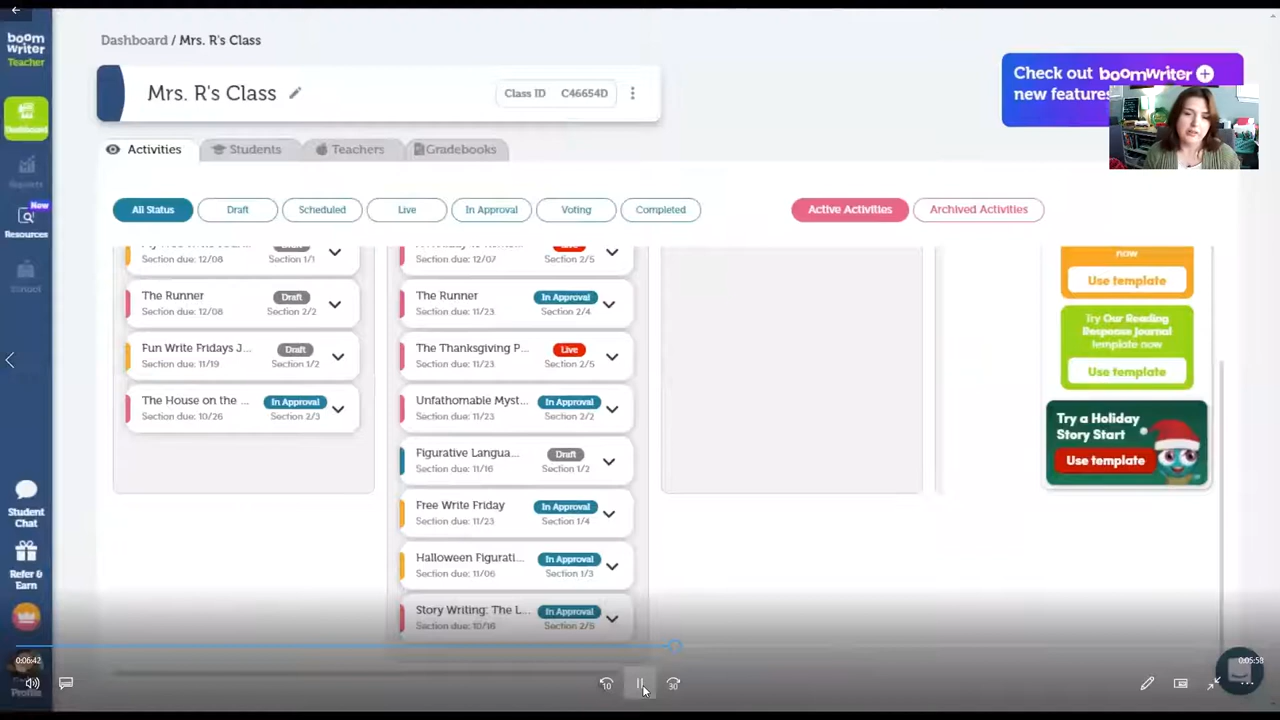 boom
writer
Teacher
Dashboard / Mrs. R's Class
Mrs. R's Class
Class ID C46654D
Check out boomwriter
new features
Dashboard
Reports
New
Resources
School
Student
Chat
Refer &
Earn
Profile
Activities
Students
Teachers
Gradebooks
All Status
Draft
Scheduled
Live
In Approval
Voting
Completed
Active Activities
Archived Activities
Section due: 12/08
Section 1/1
The Runner
Draft
Section due: 12/08
Section 2/2
Fun Write Fridays J...
Draft
Section due: 11/19
Section 1/2
The House on the ...
In Approval
Section due: 10/26
Section 2/3
Section due: 12/07
Section 2/5
The Runner
In Approval
Section due: 11/23
Section 2/4
The Thanksgiving P...
Live
Section due: 11/23
Section 2/5
Unfathomable Myst...
In Approval
Section due: 11/23
Section 2/2
Figurative Langua...
Draft
Section due: 11/16
Section 1/2
Free Write Friday
In Approval
Section due: 11/23
Section 1/4
Halloween Figurati...
In Approval
Section due: 11/06
Section 1/3
Story Writing: The L...
In Approval
Section due: 10/16
Section 2/5
now
Use template
Try Our Reading
Response Journal
template now
Use template
Try a Holiday
Story Start
Use template
0:06:42
0:05:58
10
30